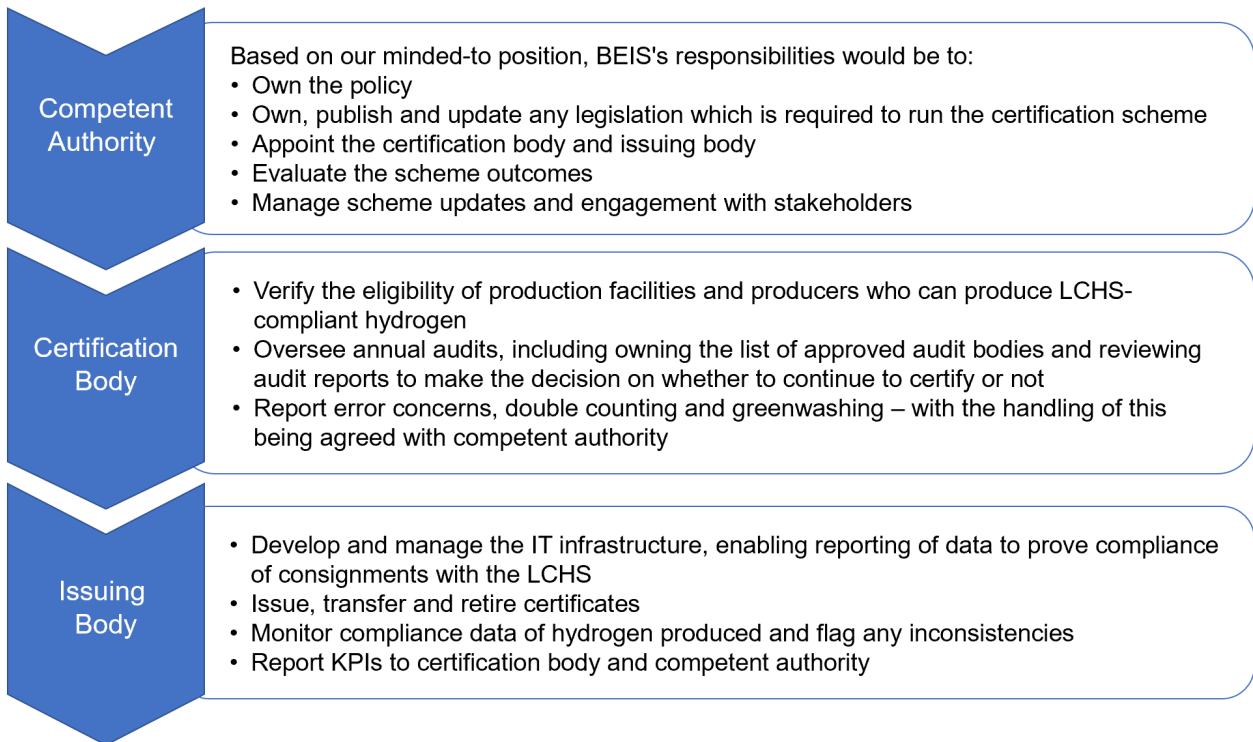 Competent
Authority
Based on our minded-to position, BEIS's responsibilities would be to:
• Own the policy
• Own, publish and update any legislation which is required to run the certification scheme
• Appoint the certification body and issuing body
• Evaluate the scheme outcomes
• Manage scheme updates and engagement with stakeholders
Certification
Body
• Verify the eligibility of production facilities and producers who can produce LCHS-
compliant hydrogen
• Oversee annual audits, including owning the list of approved audit bodies and reviewing
audit reports to make the decision on whether to continue to certify or not
• Report error concerns, double counting and greenwashing – with the handling of this
being agreed with competent authority
Issuing
Body
• Develop and manage the IT infrastructure, enabling reporting of data to prove compliance
of consignments with the LCHS
• Issue, transfer and retire certificates
• Monitor compliance data of hydrogen produced and flag any inconsistencies
• Report KPIs to certification body and competent authority